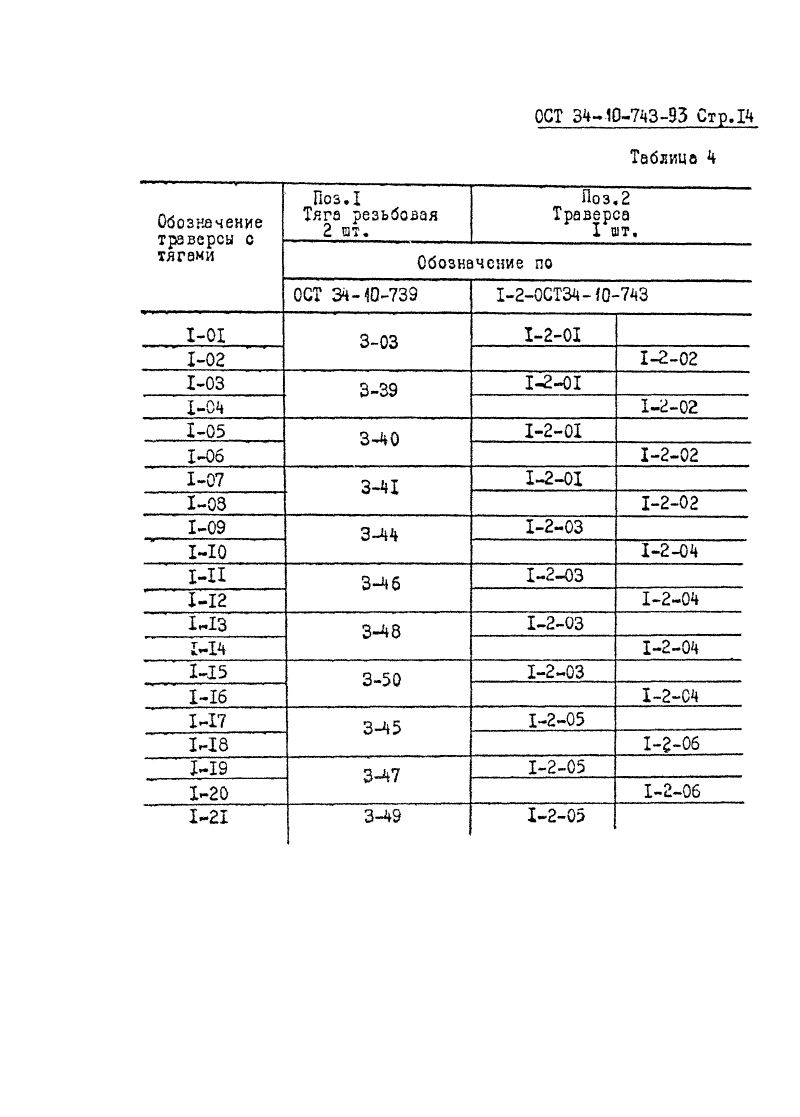 ОСТ 34-10-743-93 Стр.I4
Таблица 4
Обозначение траверсы с тягами
Поз.I Тяга резьбовая 2 шт.
Поз.2 Траверса I шт.
Обозначение по
ОСТ 34-10-739
I-2-ОСТ34-10-743
I-0I 3-03 I-2-0I
I-02 I-2-02
I-03 3-39 I-2-0I
I-04 I-2-02
I-05 3-40 I-2-0I
I-06 I-2-02
I-07 3-4I I-2-0I
I-08 I-2-02
I-09 3-44 I-2-03
I-I0 I-2-04
I-II 3-46 I-2-03
I-I2 I-2-04
I-I3 3-48 I-2-03
I-I4 I-2-04
I-I5 3-50 I-2-03
I-I6 I-2-04
I-I7 3-45 I-2-05
I-I8 I-2-06
I-I9 3-47 I-2-05
I-20 I-2-06
I-2I 3-49 I-2-05